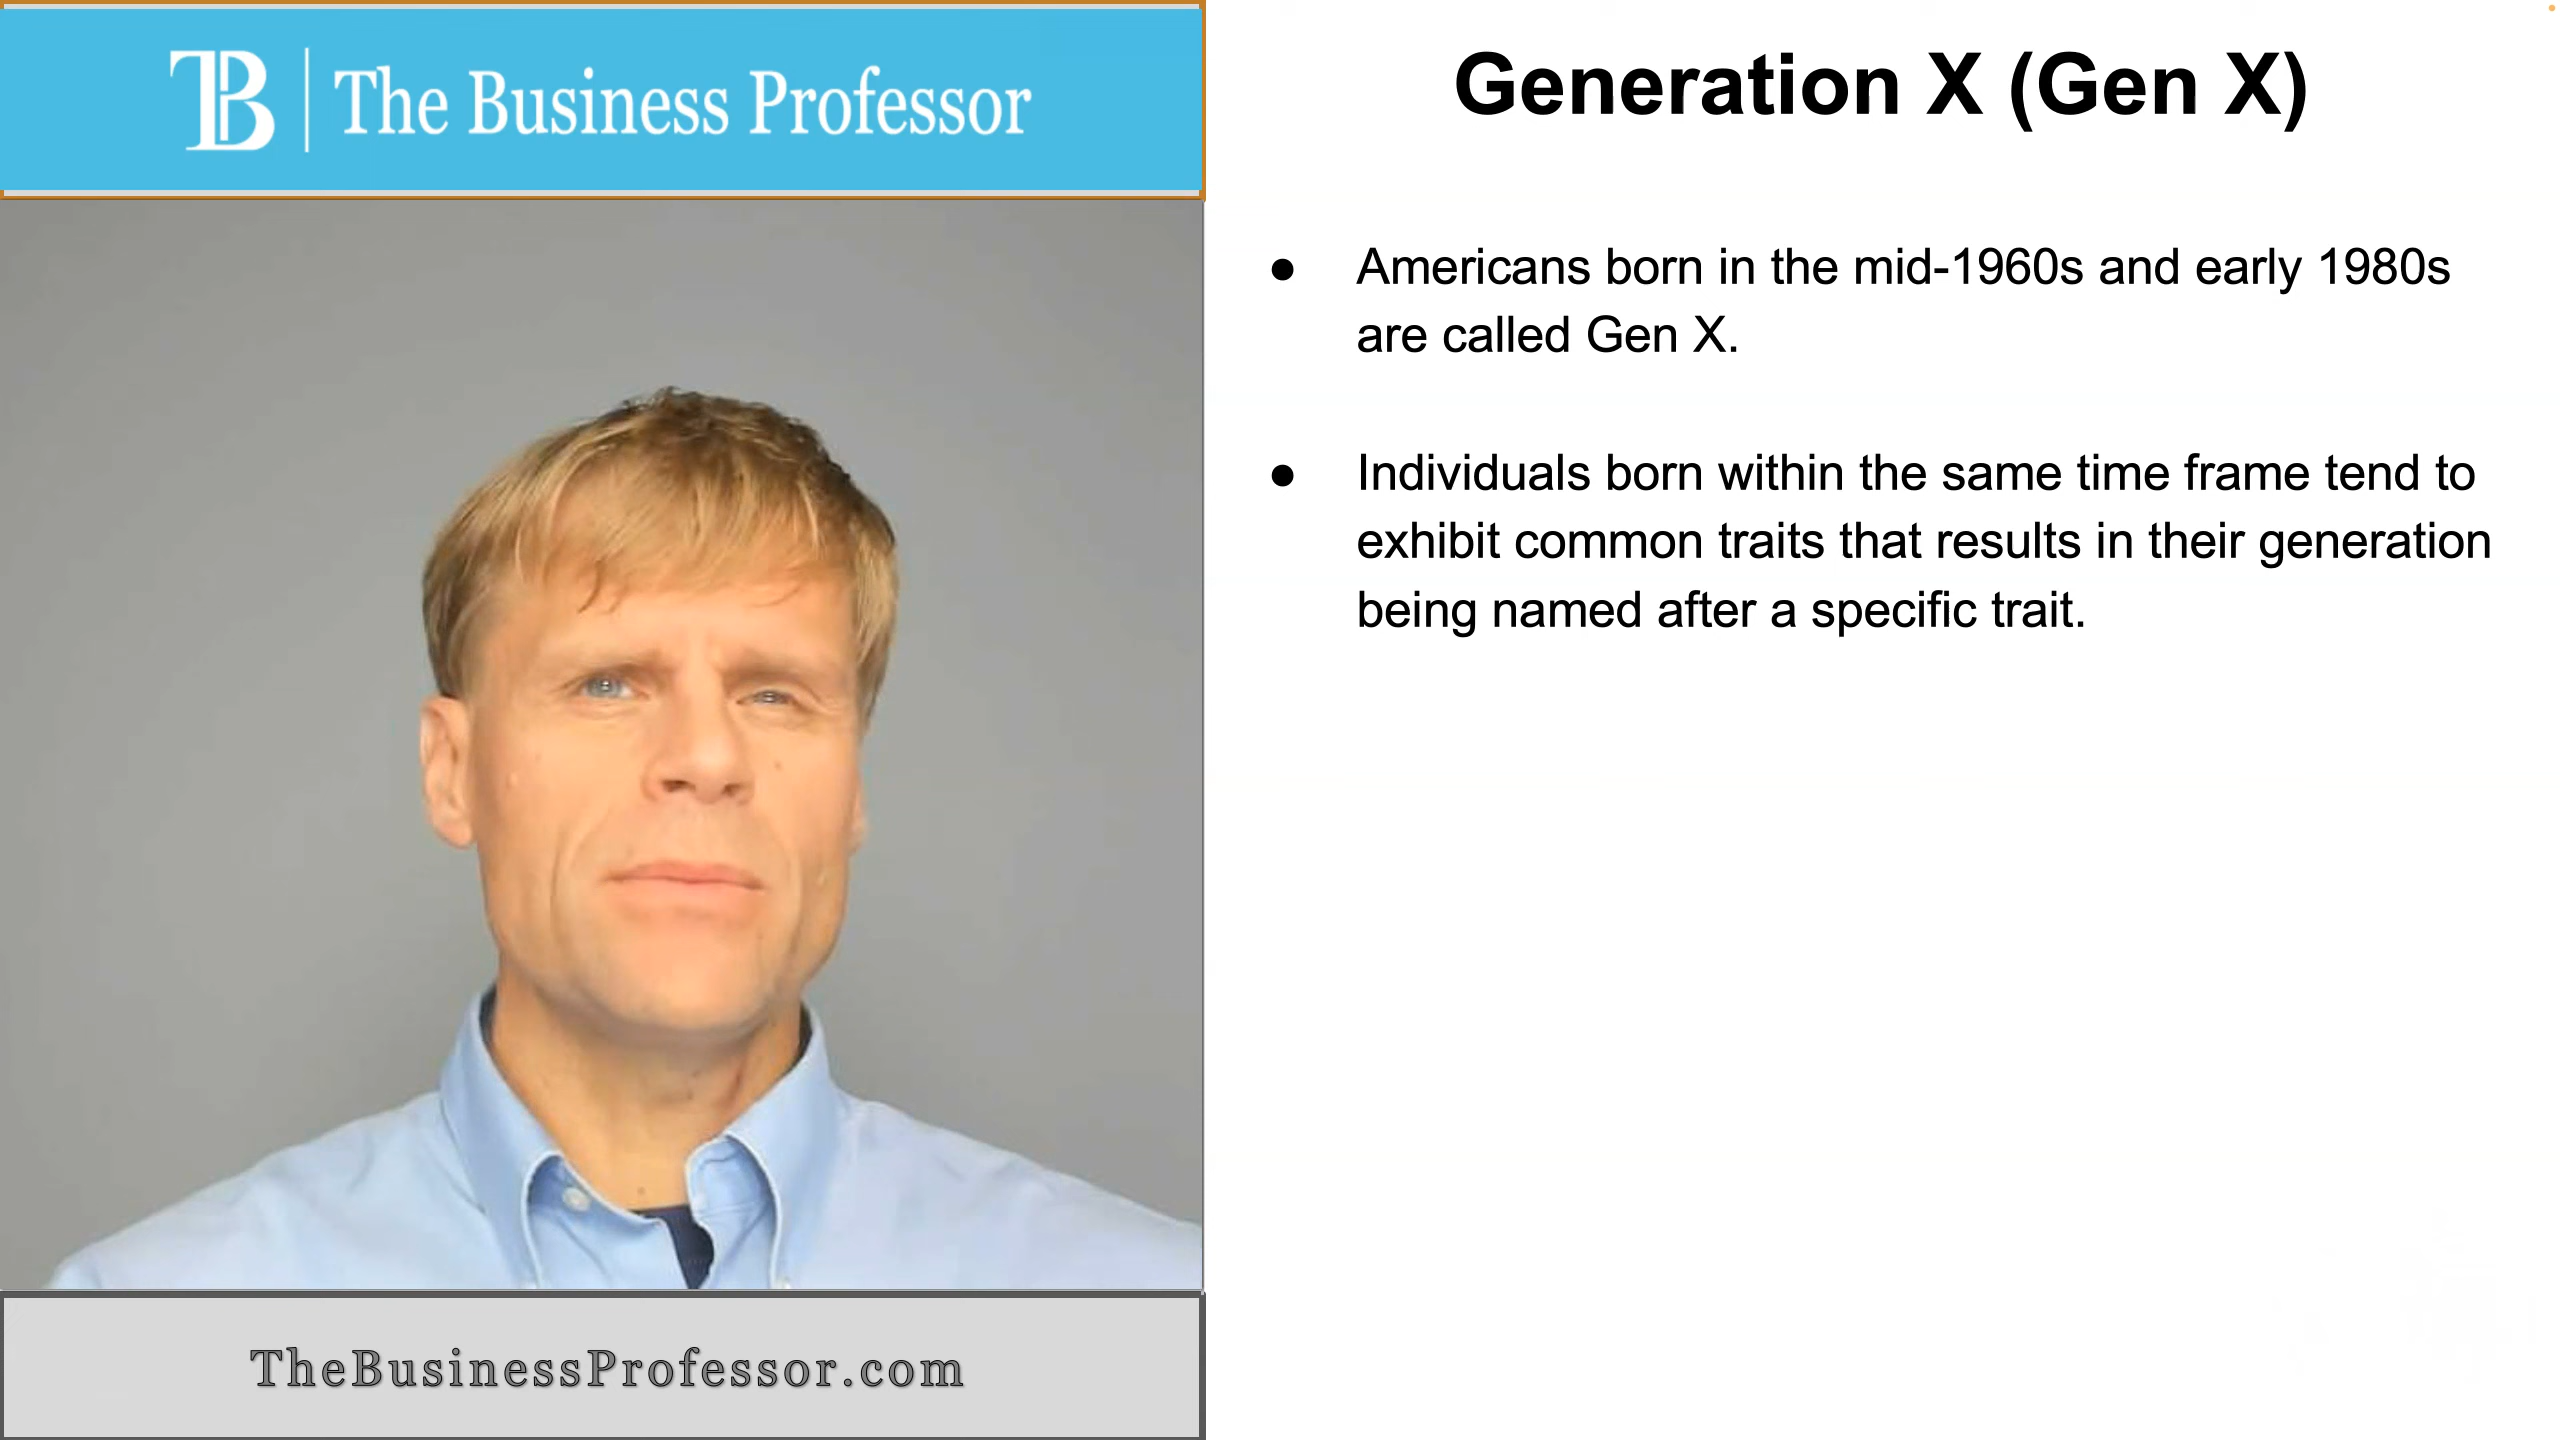 TB | The Business Professor
Generation X (Gen X)
● Americans born in the mid-1960s and early 1980s
are called Gen X.
● Individuals born within the same time frame tend to
exhibit common traits that results in their generation
being named after a specific trait.
TheBusinessProfessor.com